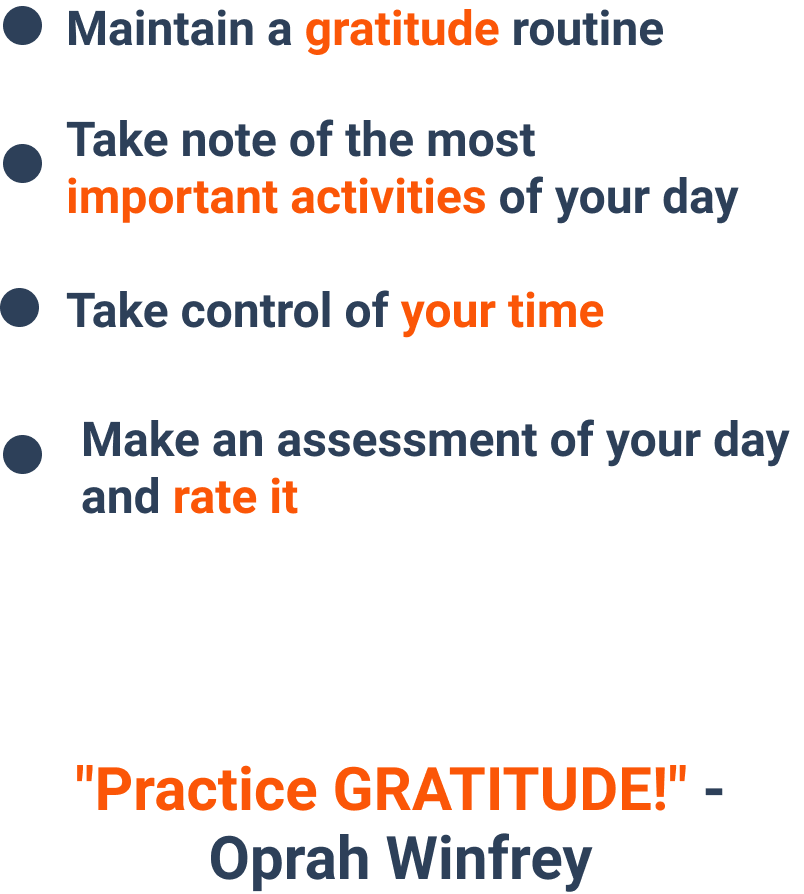 Maintain a gratitude routine
Take note of the most
important activities of your day
Take control of your time
Make an assessment of your day
and rate it
"Practice GRATITUDE!" -
Oprah Winfrey